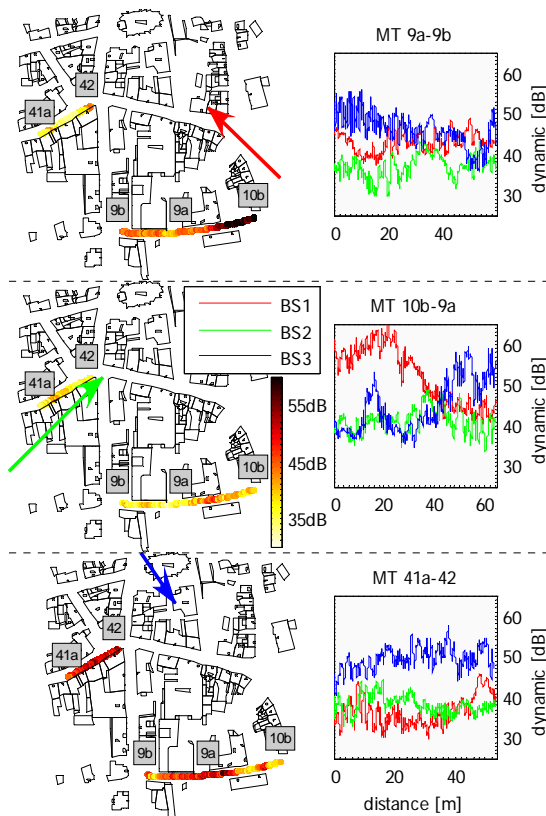 42
41a
10b
9b
9a
MT 9a-9b
60
50
40
30
dynamic [dB]
0
20
40
BS1
BS2
BS3
42
41a
10b
9b
9a
55dB
45dB
35dB
MT 10b-9a
60
50
40
30
dynamic [dB]
0
20
40
60
42
41a
10b
9b
9a
MT 41a-42
60
50
40
30
dynamic [dB]
0
20
40
distance [m]